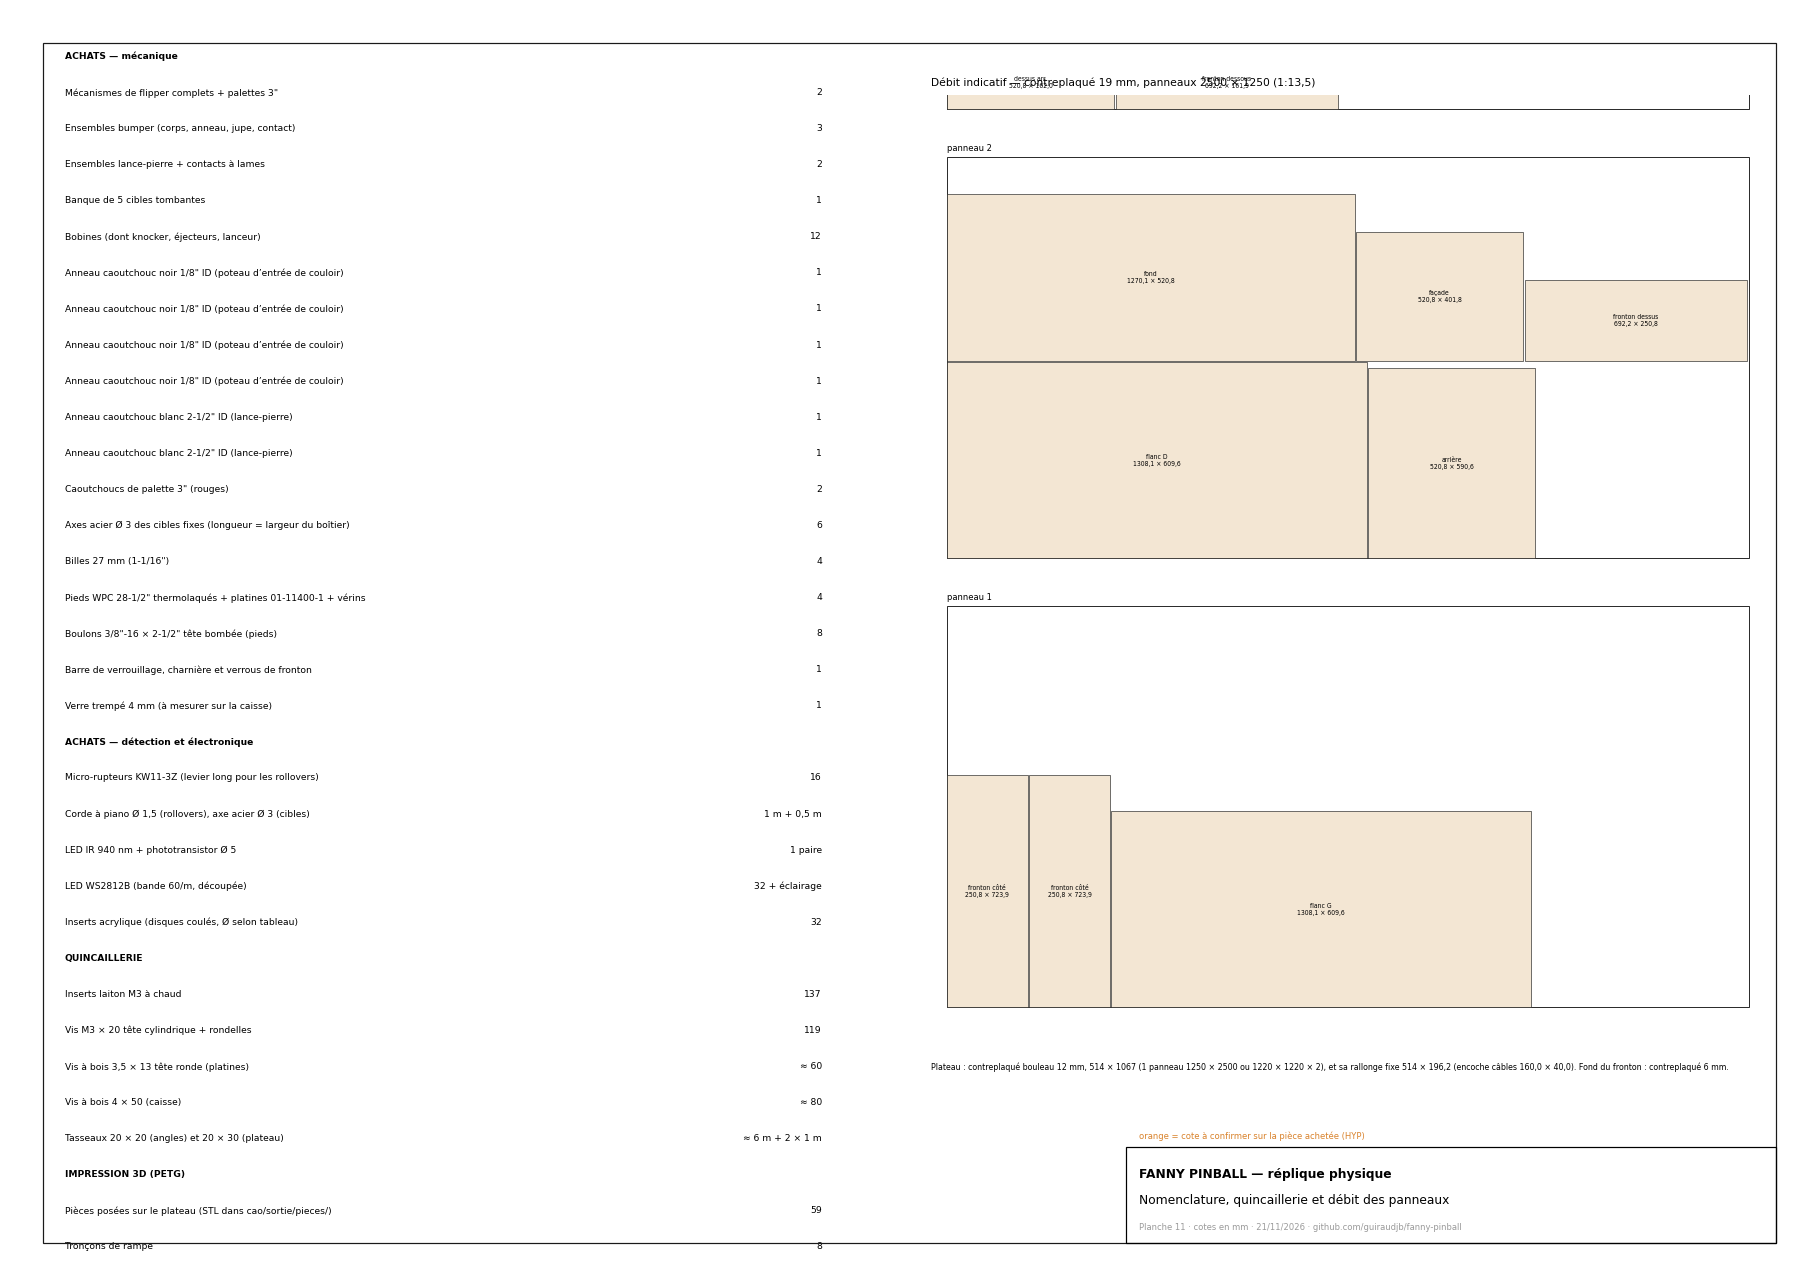 ACHATS — mécanique
Mécanismes de flipper complets + palettes 3" 2
Ensembles bumper (corps, anneau, jupe, contact) 3
Ensembles lance-pierre + contacts à lames 2
Banque de 5 cibles tombantes 1
Bobines (dont knocker, éjecteurs, lanceur) 12
Anneau caoutchouc noir 1/8" ID (poteau d’entrée de couloir) 1
Anneau caoutchouc noir 1/8" ID (poteau d’entrée de couloir) 1
Anneau caoutchouc noir 1/8" ID (poteau d’entrée de couloir) 1
Anneau caoutchouc noir 1/8" ID (poteau d’entrée de couloir) 1
Anneau caoutchouc blanc 2-1/2" ID (lance-pierre) 1
Anneau caoutchouc blanc 2-1/2" ID (lance-pierre) 1
Caoutchoucs de palette 3" (rouges) 2
Axes acier Ø 3 des cibles fixes (longueur = largeur du boîtier) 6
Billes 27 mm (1-1/16") 4
Pieds WPC 28-1/2" thermolaqués + platines 01-11400-1 + vérins 4
Boulons 3/8"-16 × 2-1/2" tête bombée (pieds) 8
Barre de verrouillage, charnière et verrous de fronton 1
Verre trempé 4 mm (à mesurer sur la caisse) 1
ACHATS — détection et électronique
Micro-rupteurs KW11-3Z (levier long pour les rollovers) 16
Corde à piano Ø 1,5 (rollovers), axe acier Ø 3 (cibles) 1 m + 0,5 m
LED IR 940 nm + phototransistor Ø 5 1 paire
LED WS2812B (bande 60/m, découpée) 32 + éclairage
Inserts acrylique (disques coulés, Ø selon tableau) 32
QUINCAILLERIE
Inserts laiton M3 à chaud 137
Vis M3 × 20 tête cylindrique + rondelles 119
Vis à bois 3,5 × 13 tête ronde (platines) ≈ 60
Vis à bois 4 × 50 (caisse) ≈ 80
Tasseaux 20 × 20 (angles) et 20 × 30 (plateau) ≈ 6 m + 2 × 1 m
IMPRESSION 3D (PETG)
Pièces posées sur le plateau (STL dans cao/sortie/pieces/) 59
Tronçons de rampe 8
Débit indicatif — contreplaqué 19 mm, panneaux 2500 × 1250 (1:13,5)
panneau 2
fond
1270,1 × 520,8
façade
520,8 × 401,8
fronton dessus
692,2 × 250,8
flanc D
1308,1 × 609,6
arrière
520,8 × 590,6
panneau 1
fronton côté
250,8 × 723,9
fronton côté
250,8 × 723,9
flanc G
1308,1 × 609,6
Plateau : contreplaqué bouleau 12 mm, 514 × 1067 (1 panneau 1250 × 2500 ou 1220 × 1220 × 2), et sa rallonge fixe 514 × 196,2 (encoche câbles 160,0 × 40,0). Fond du fronton : contreplaqué 6 mm.
orange = cote à confirmer sur la pièce achetée (HYP)
FANNY PINBALL — réplique physique
Nomenclature, quincaillerie et débit des panneaux
Planche 11 · cotes en mm · 21/11/2026 · github.com/guiraudjb/fanny-pinball